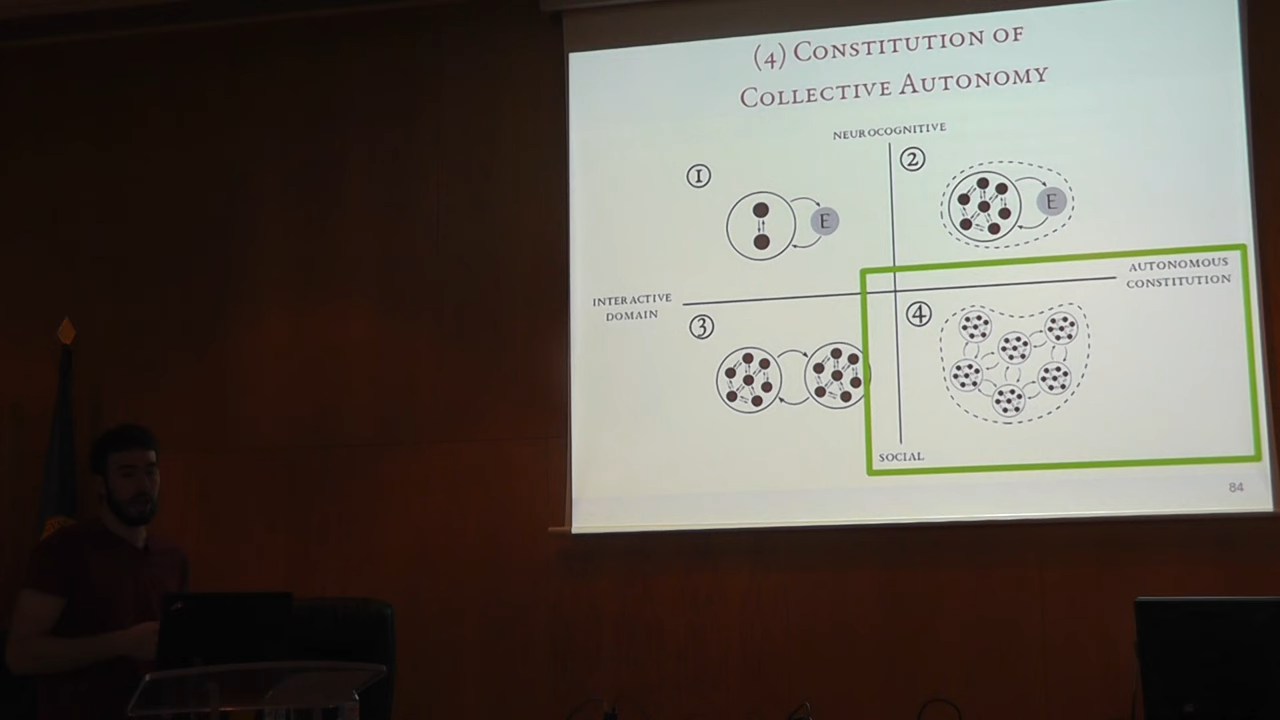 (4) Constitution of
Collective Autonomy
NEUROCOGNITIVE
1
2
E
E
AUTONOMOUS
CONSTITUTION
INTERACTIVE
DOMAIN
3
4
SOCIAL
84